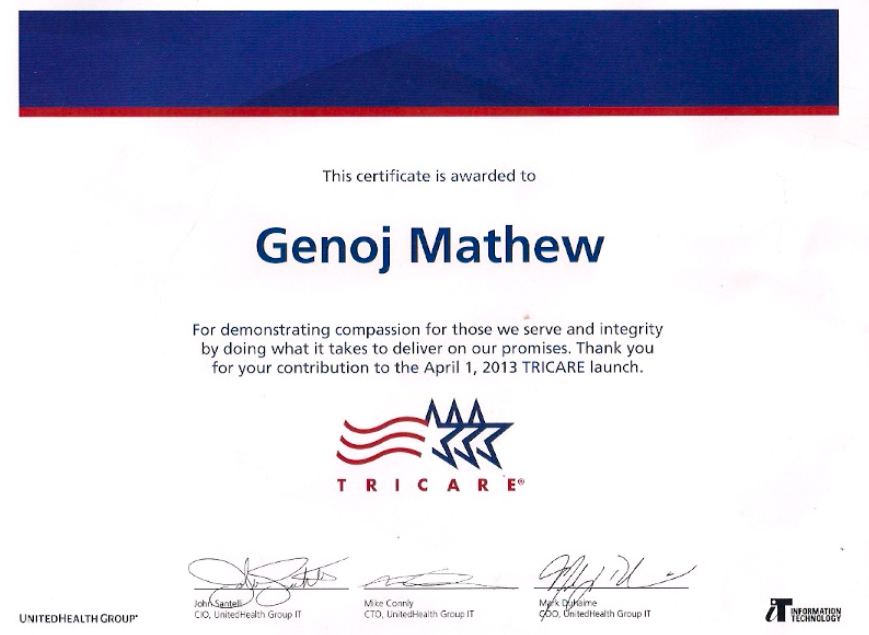 This certificate is awarded to
Genoj Mathew
For demonstrating compassion for those we serve and integrity
by doing what it takes to deliver on our promises. Thank you
for your contribution to the April 1, 2013 TRICARE launch.
TRICARE®
John Santelli
CIO, UnitedHealth Group IT
Mike Connly
CTO, UnitedHealth Group IT
Mark Duhaime
COO, UnitedHealth Group IT
UNITEDHEALTH GROUP®
iT INFORMATION
TECHNOLOGY